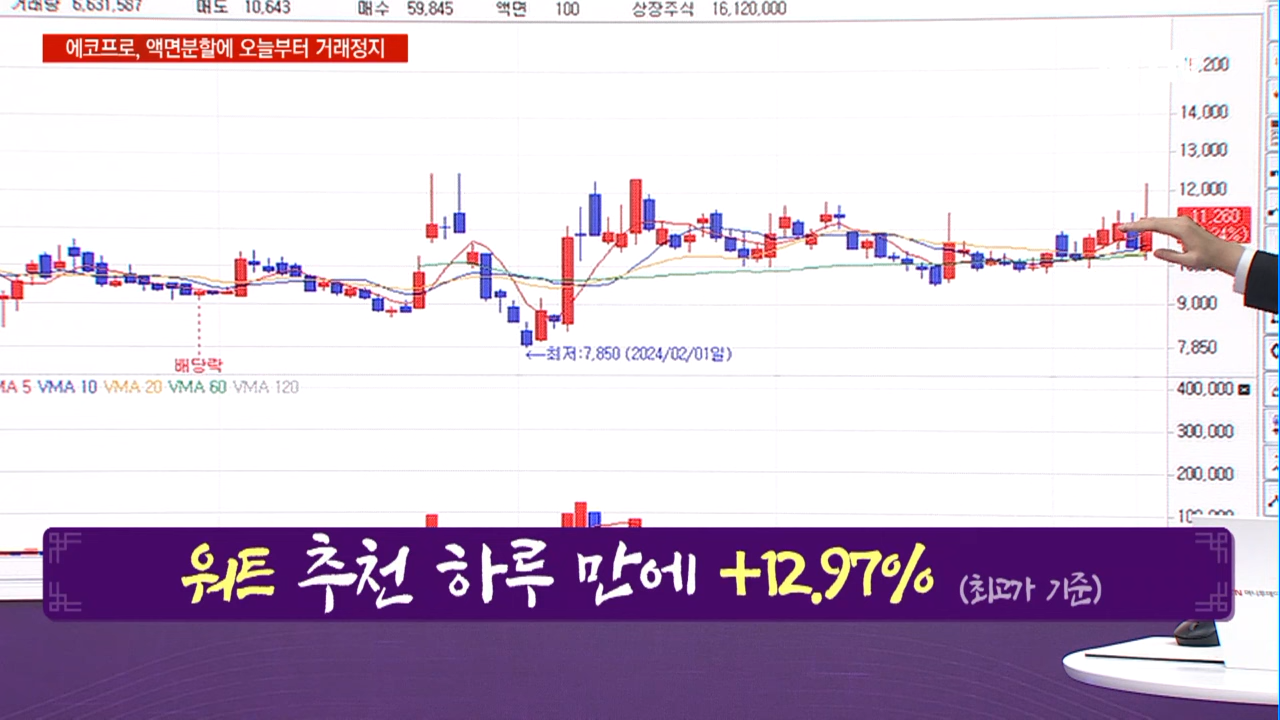 거래량 6,631,587 매도 10,643 매수 59,845 액면 100 상장주식 16,120,000
에코프로, 액면분할에 오늘부터 거래정지
14,000
13,000
12,000
11,260
9,000
←최저:7,850 (2024/02/01일)
7,850
배당락
MA 5 VMA 10 VMA 20 VMA 60 VMA 120
400,000
300,000
200,000
워트 추천 하루 만에 +12.97% (최고가 기준)